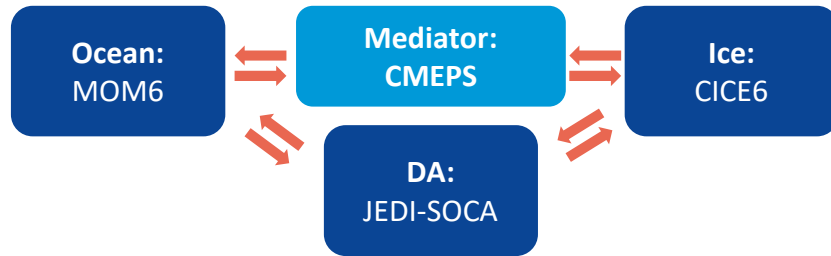 Ocean:
MOM6
Mediator:
CMEPS
Ice:
CICE6
DA:
JEDI-SOCA